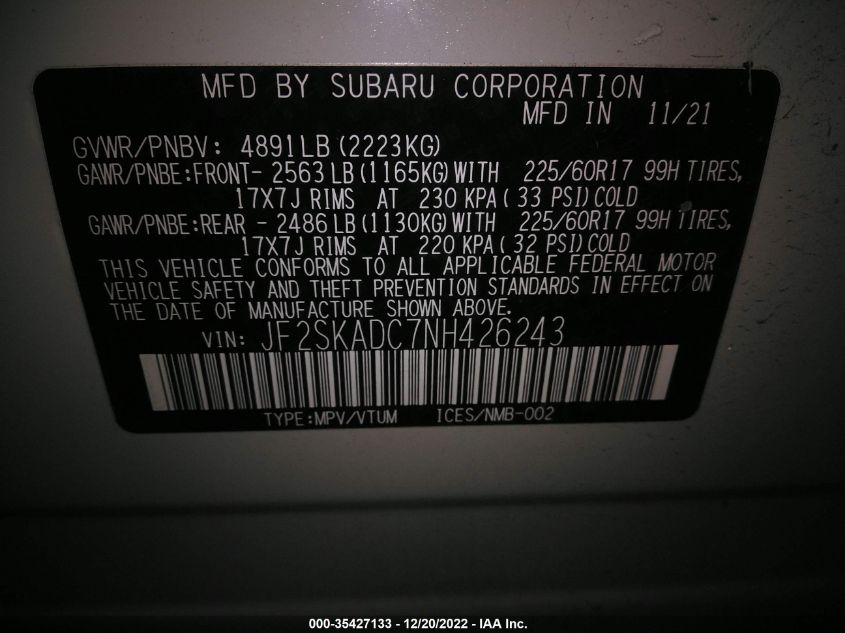 MFD BY SUBARU CORPORATION
MFD IN 11/21
GVWR/PNBV: 4891LB (2223KG)
GAWR/PNBE:FRONT- 2563 LB (1165KG) WITH 225/60R17 99H TIRES,
17X7J RIMS AT 230 KPA( 33 PSI) COLD
GAWR/PNBE:REAR - 2486 LB (1130KG) WITH 225/60R17 99H TIRES,
17X7J RIMS AT 220 KPA( 32 PSI) COLD
THIS VEHICLE CONFORMS TO ALL APPLICABLE FEDERAL MOTOR
VEHICLE SAFETY AND THEFT PREVENTION STANDARDS IN EFFECT ON
THE DATE OF MANUFACTURE SHOWN ABOVE.
VIN: JF2SKADC7NH426243
TYPE:MPV/VTUM ICES/NMB-002
000-35427133 - 12/20/2022 - IAA Inc.